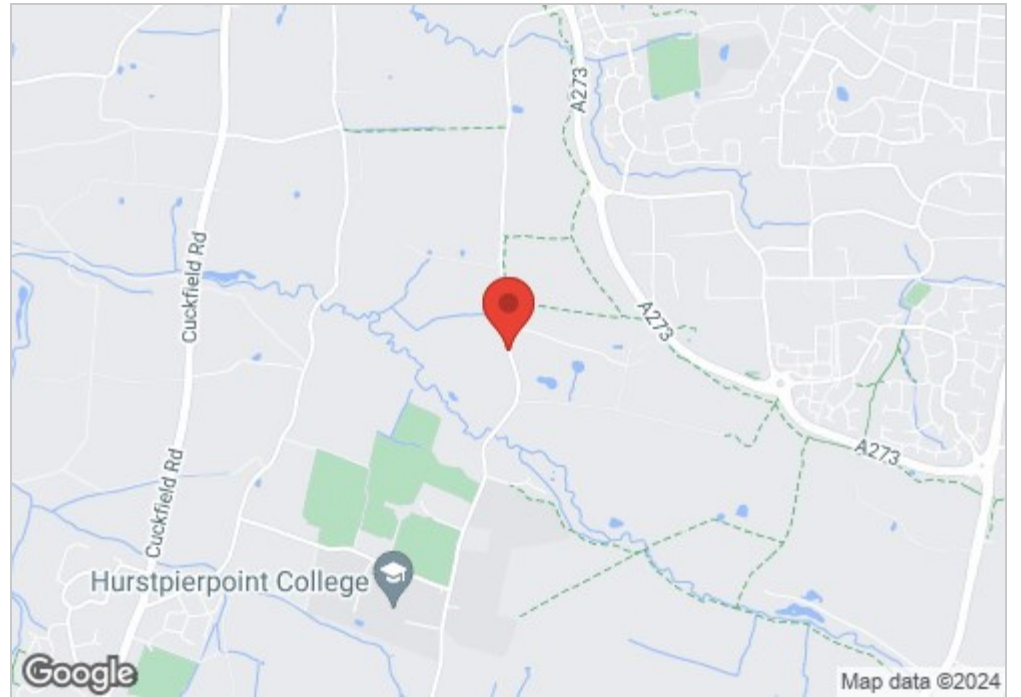 A273
Cuckfield Rd
A273
A273
Cuckfield Rd
Hurstpierpoint College
Google
Map data ©2024